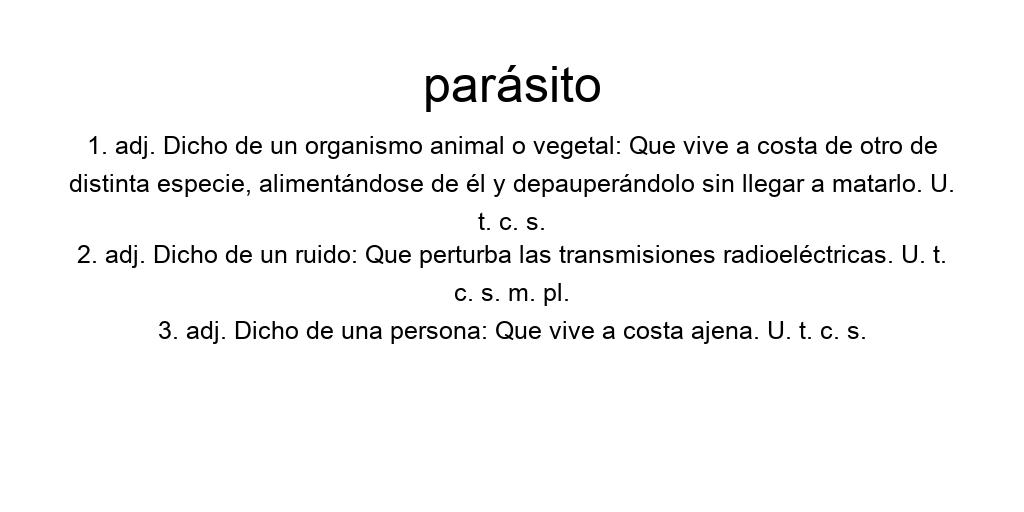 parásito
1. adj. Dicho de un organismo animal o vegetal: Que vive a costa de otro de
distinta especie, alimentándose de él y depauperándolo sin llegar a matarlo. U.
t. c. s.
2. adj. Dicho de un ruido: Que perturba las transmisiones radioeléctricas. U. t.
c. s. m. pl.
3. adj. Dicho de una persona: Que vive a costa ajena. U. t. c. s.